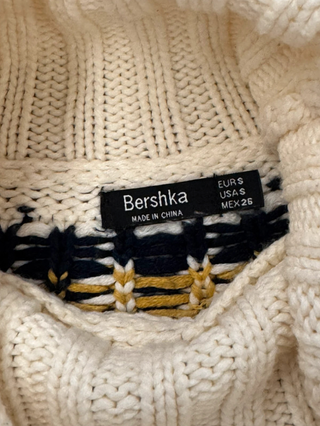 Bershka
MADE IN CHINA
EUR S
USA S
MEX 26